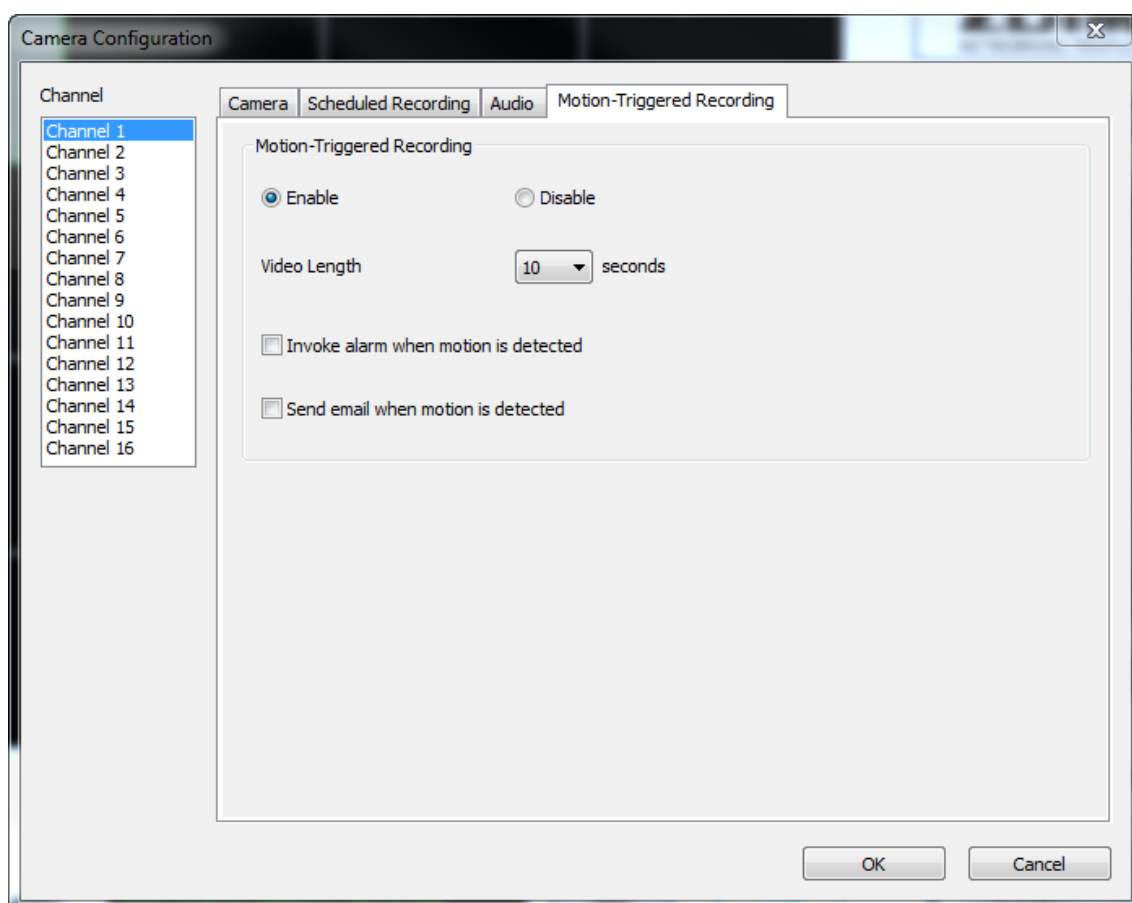 Camera Configuration
Channel
Channel 1
Channel 2
Channel 3
Channel 4
Channel 5
Channel 6
Channel 7
Channel 8
Channel 9
Channel 10
Channel 11
Channel 12
Channel 13
Channel 14
Channel 15
Channel 16
Camera
Scheduled Recording
Audio
Motion-Triggered Recording
Motion-Triggered Recording
Enable
Disable
Video Length
10
seconds
Invoke alarm when motion is detected
Send email when motion is detected
OK
Cancel